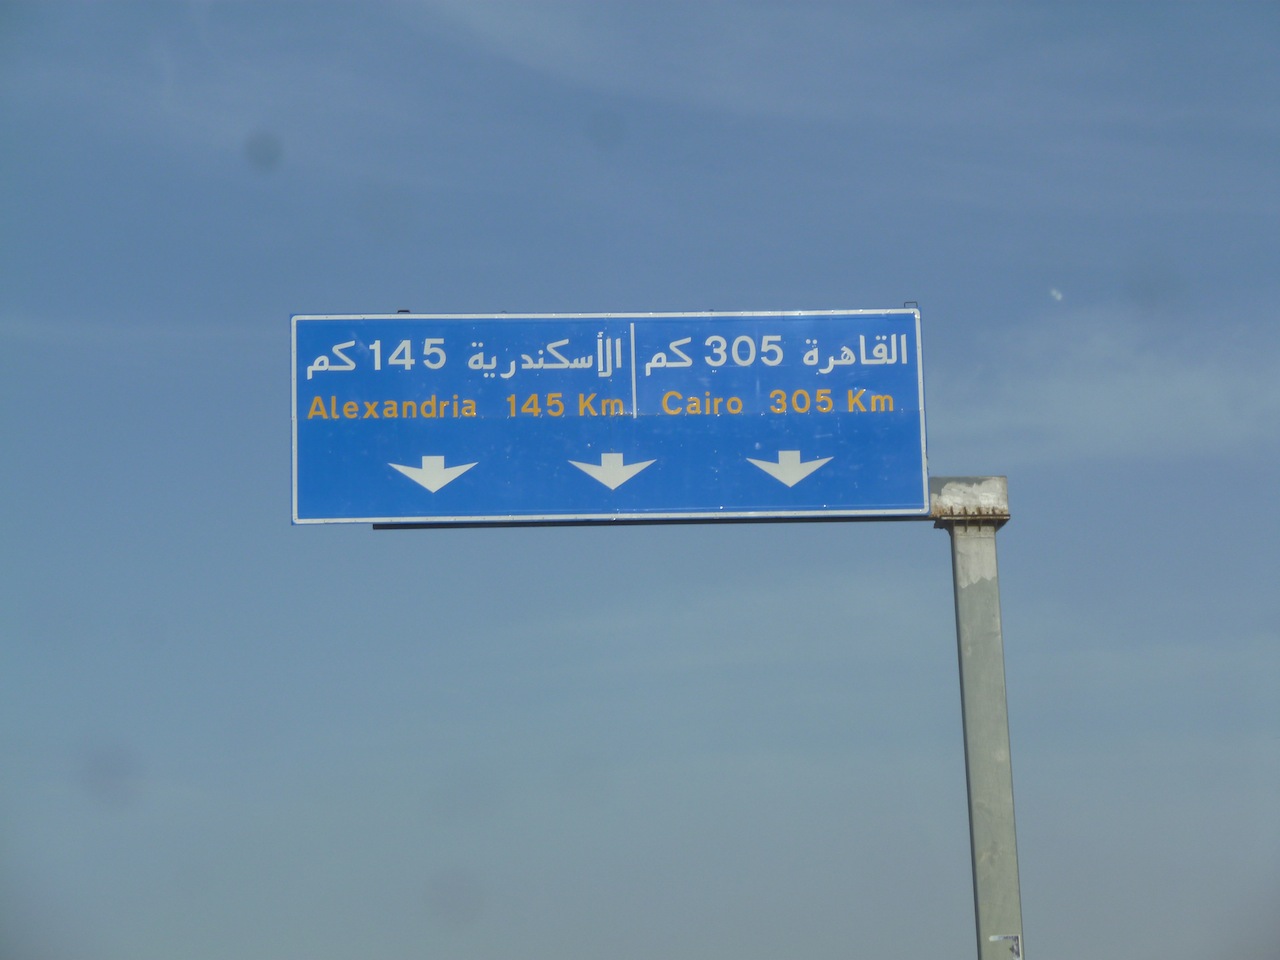 القاهرة 305 كم
Cairo 305 Km
الأسكندرية 145 كم
Alexandria 145 Km